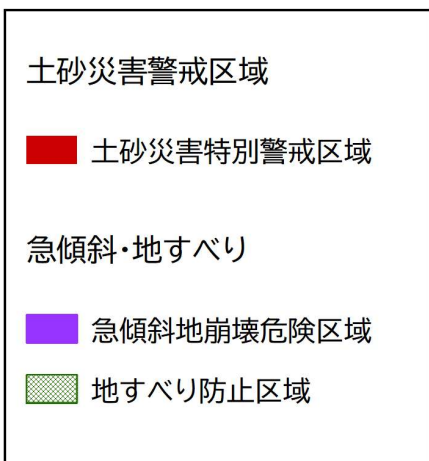 土砂災害警戒区域
土砂災害特別警戒区域
急傾斜・地すべり
急傾斜地崩壊危険区域
地すべり防止区域